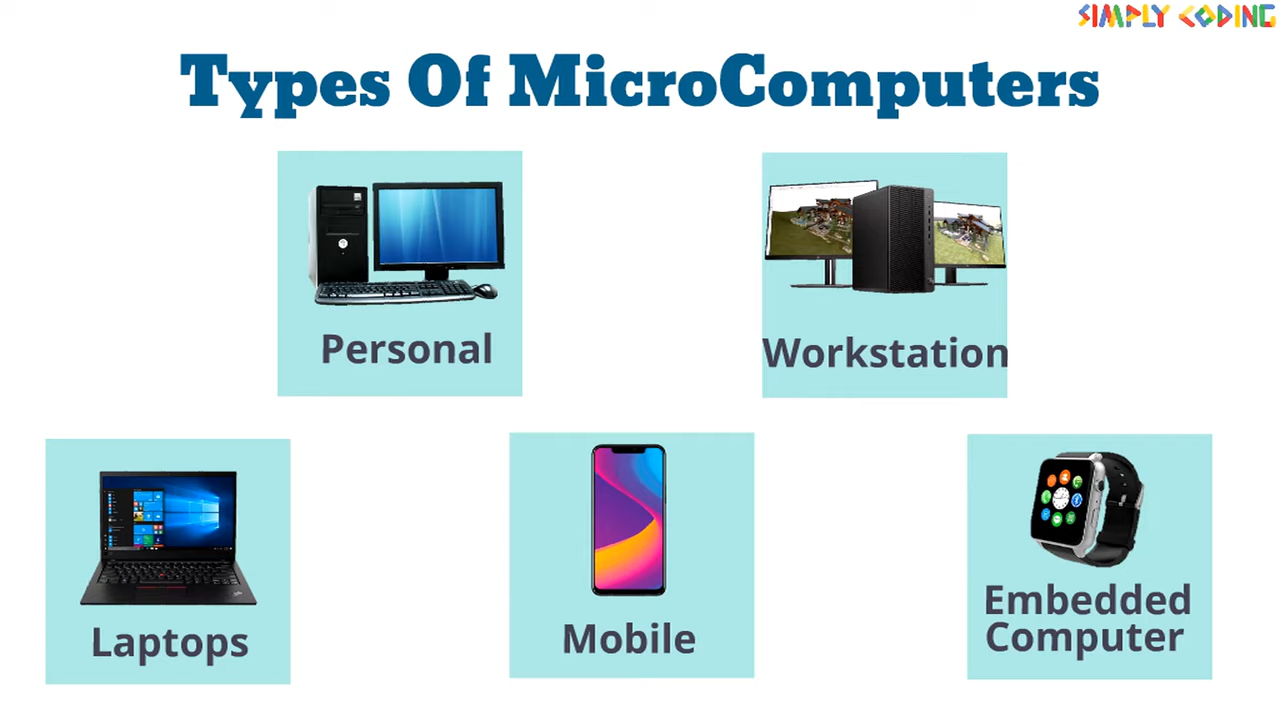 SIMPLY CODING
Types Of MicroComputers
Personal
Workstation
Laptops
Mobile
Embedded
Computer